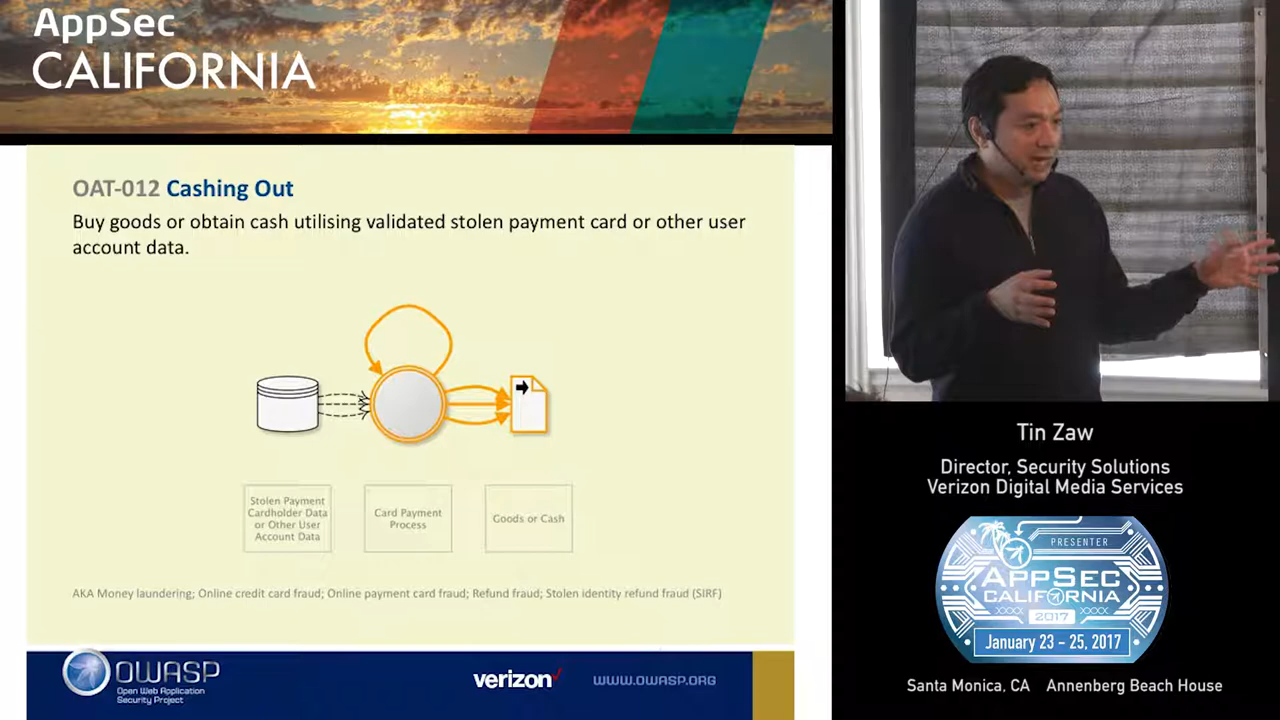 AppSec
CALIFORNIA
OAT-012 Cashing Out
Buy goods or obtain cash utilising validated stolen payment card or other user
account data.
Stolen Payment
Cardholder Data
or Other User
Account Data
Card Payment
Process
Goods or Cash
AKA Money laundering; Online credit card fraud; Online payment card fraud; Refund fraud; Stolen identity refund fraud (SIRF)
OWASP
Open Web Application
Security Project
verizon
WWW.OWASP.ORG
Tin Zaw
Director, Security Solutions
Verizon Digital Media Services
PRESENTER
APPSEC
CALIFORNIA
XXXX 2017 XXXX
January 23 - 25, 2017
Santa Monica, CA Annenberg Beach House